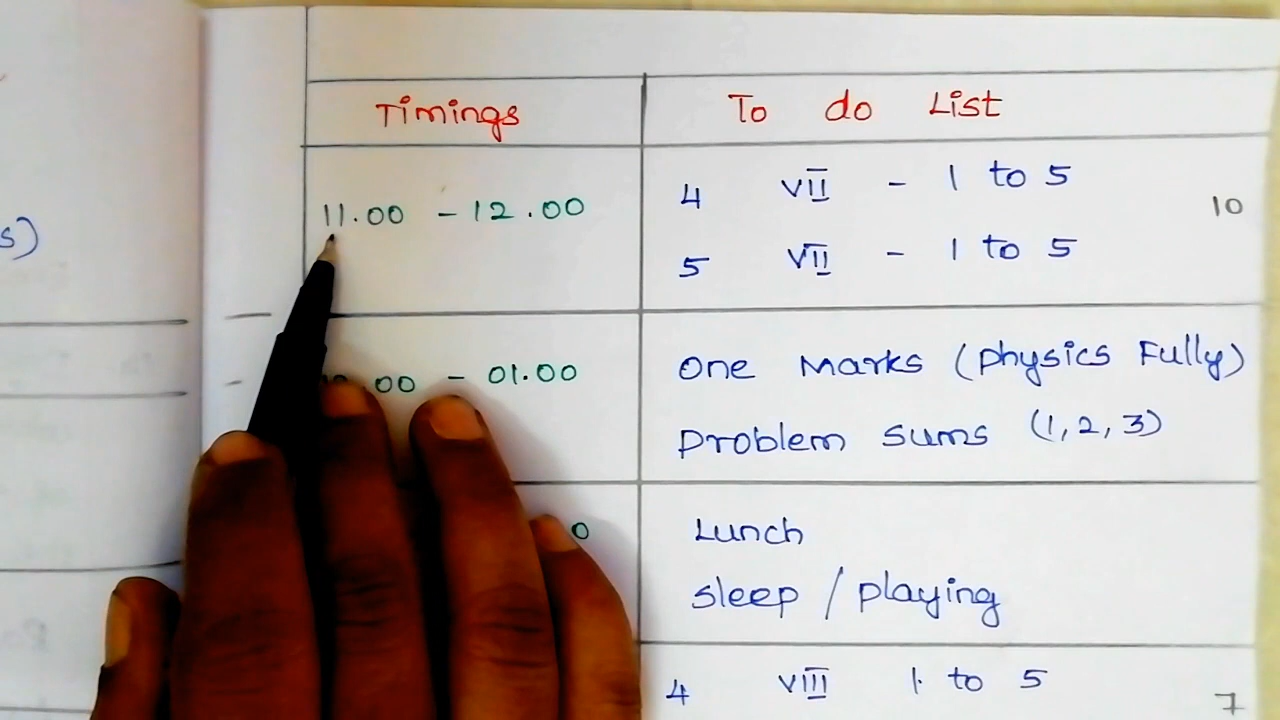 Timings To do List
11.00 - 12.00 4 VII - 1 to 5 10
5 VII - 1 to 5
s)
.00 - 01.00 One Marks (Physics Fully)
Problem sums (1, 2, 3)
0 Lunch
sleep / playing
4 VIII 1 to 5 7